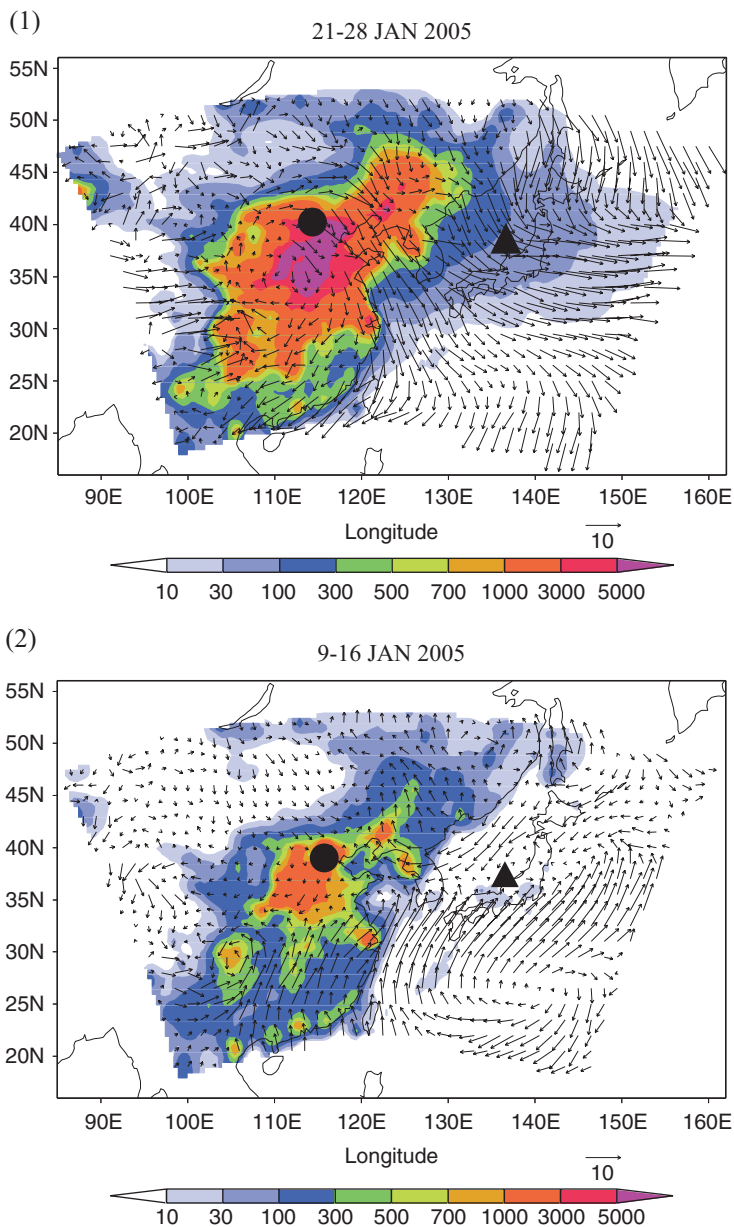 (1)
21-28 JAN 2005
55N
50N
45N
40N
35N
30N
25N
20N
90E 100E 110E 120E 130E 140E 150E 160E
Longitude
10
10 30 100 300 500 700 1000 3000 5000
(2)
9-16 JAN 2005
55N
50N
45N
40N
35N
30N
25N
20N
90E 100E 110E 120E 130E 140E 150E 160E
Longitude
10
10 30 100 300 500 700 1000 3000 5000